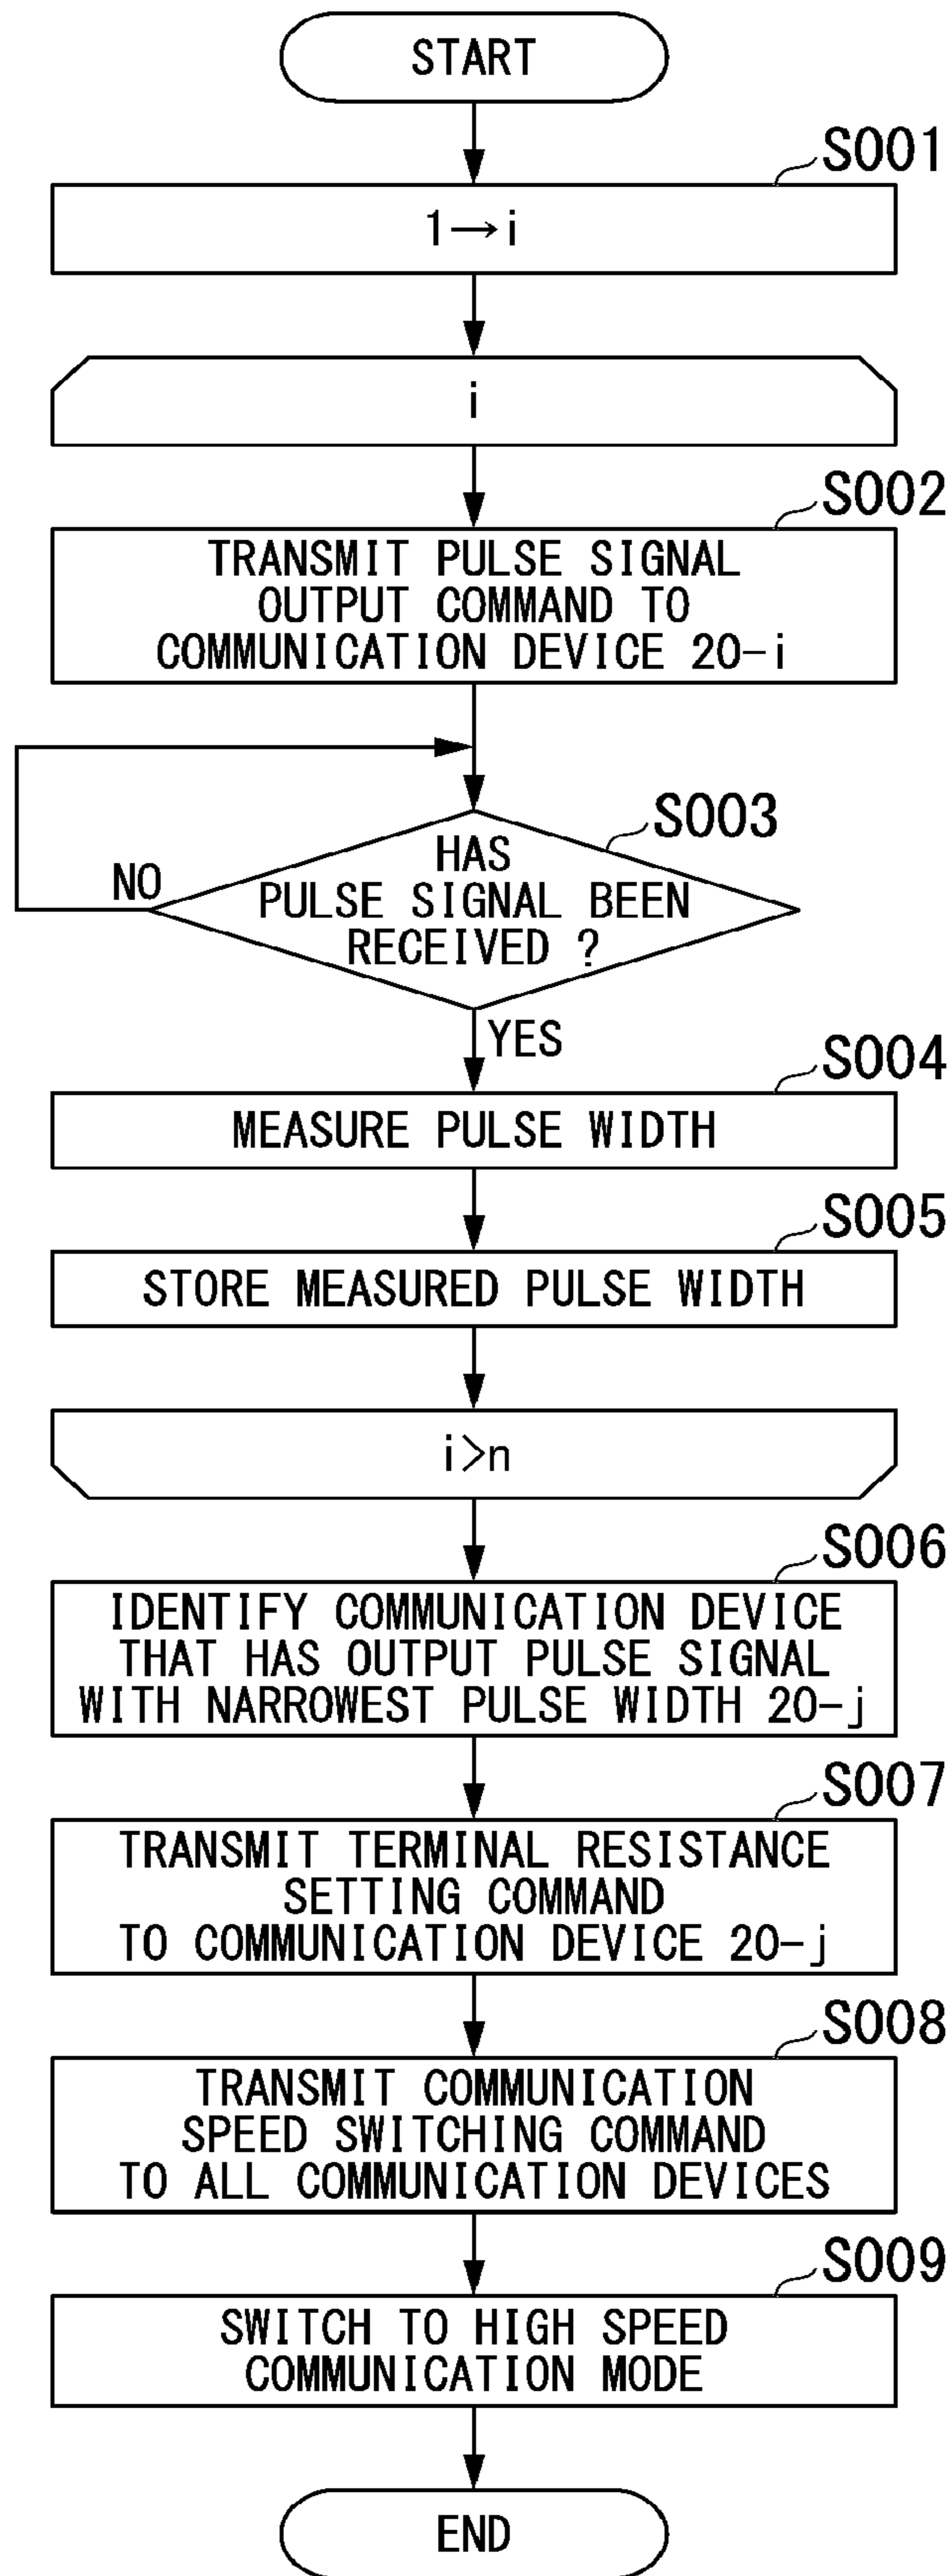 START
S001
1→i
i
S002
TRANSMIT PULSE SIGNAL
OUTPUT COMMAND TO
COMMUNICATION DEVICE 20-i
S003
HAS
PULSE SIGNAL BEEN
RECEIVED ?
NO
YES
S004
MEASURE PULSE WIDTH
S005
STORE MEASURED PULSE WIDTH
i>n
S006
IDENTIFY COMMUNICATION DEVICE
THAT HAS OUTPUT PULSE SIGNAL
WITH NARROWEST PULSE WIDTH 20-j
S007
TRANSMIT TERMINAL RESISTANCE
SETTING COMMAND
TO COMMUNICATION DEVICE 20-j
S008
TRANSMIT COMMUNICATION
SPEED SWITCHING COMMAND
TO ALL COMMUNICATION DEVICES
S009
SWITCH TO HIGH SPEED
COMMUNICATION MODE
END